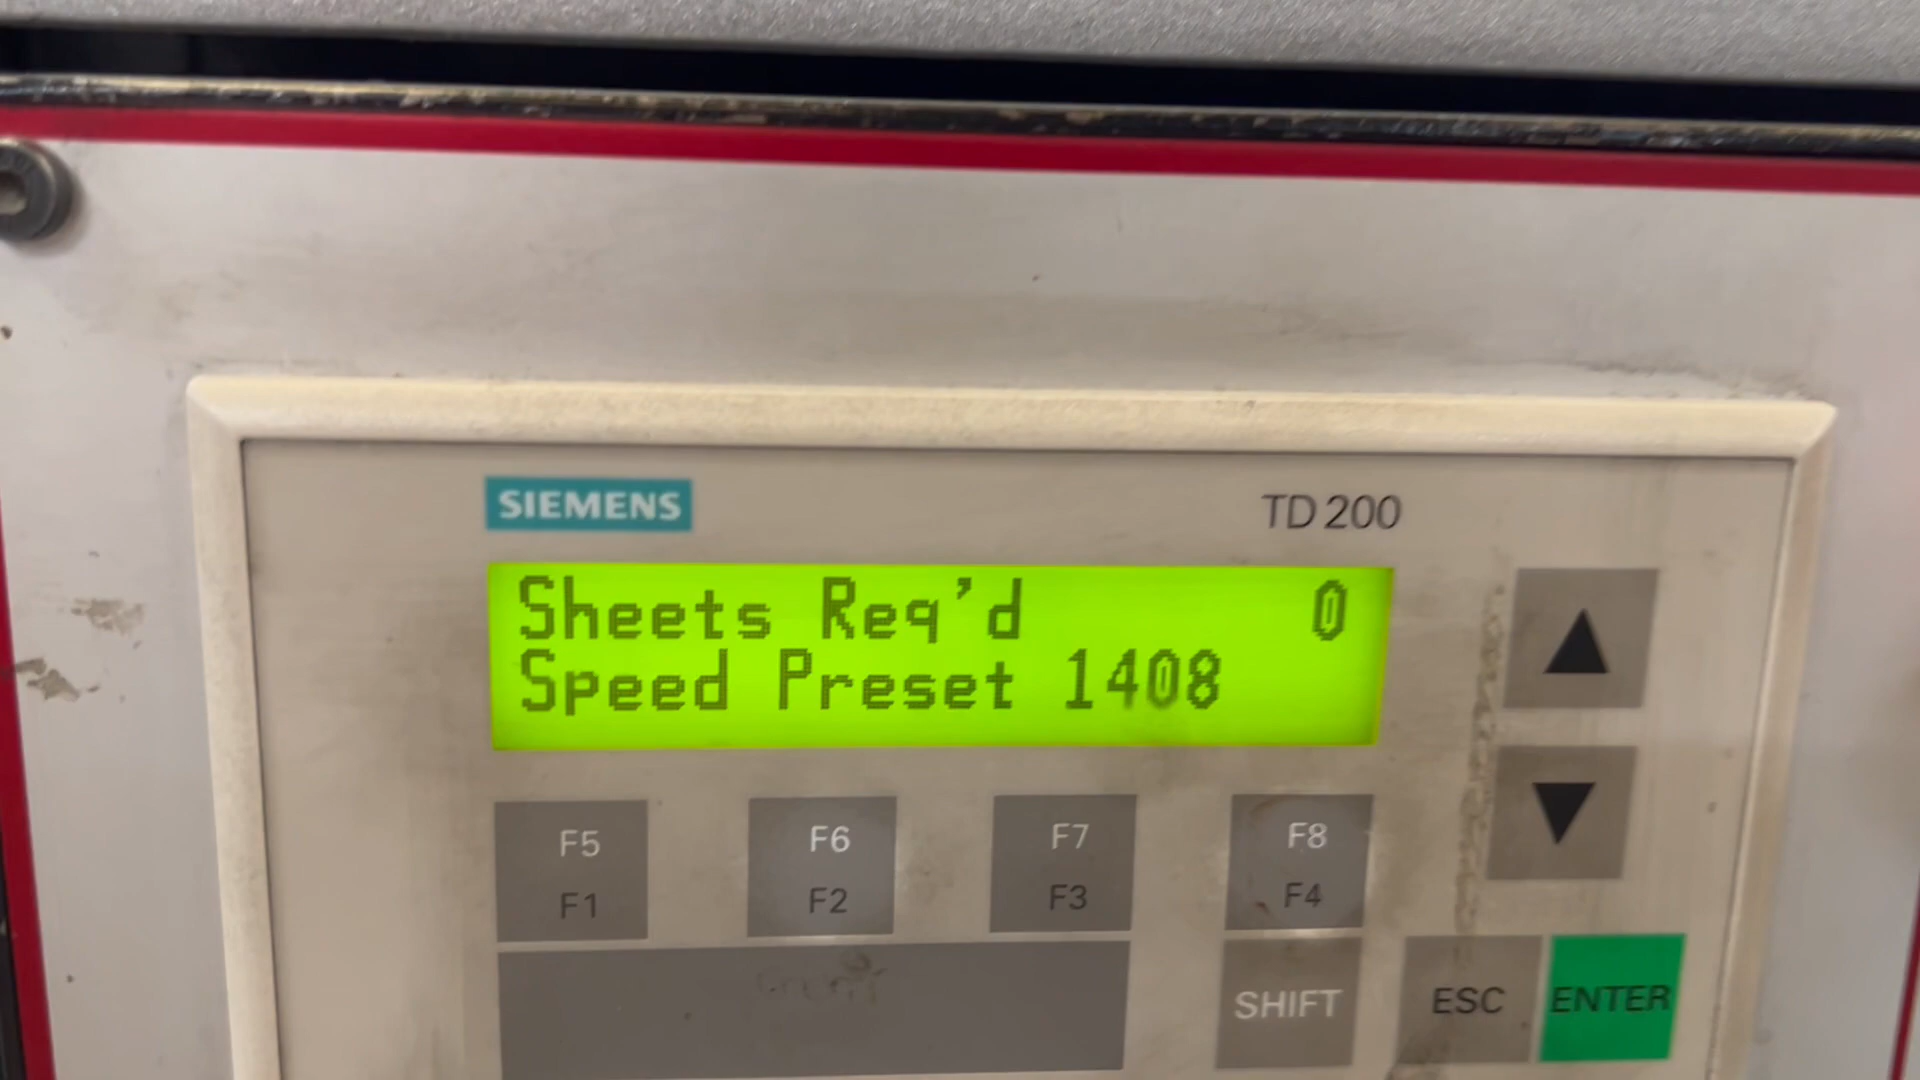 SIEMENS
TD 200
Sheets Req'd 0
Speed Preset 1408
F5 F6 F7 F8
F1 F2 F3 F4
SHIFT ESC ENTER